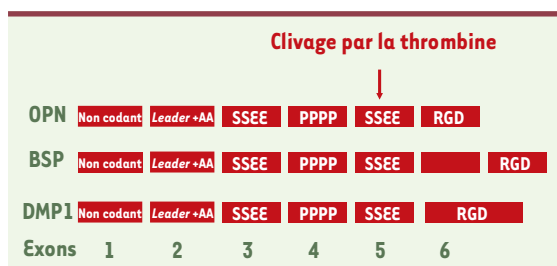 Clivage par la thrombine
OPN Non codant Leader +AA SSEE PPPP SSEE RGD
BSP Non codant Leader +AA SSEE PPPP SSEE RGD
DMP1 Non codant Leader +AA SSEE PPPP SSEE RGD
Exons 1 2 3 4 5 6